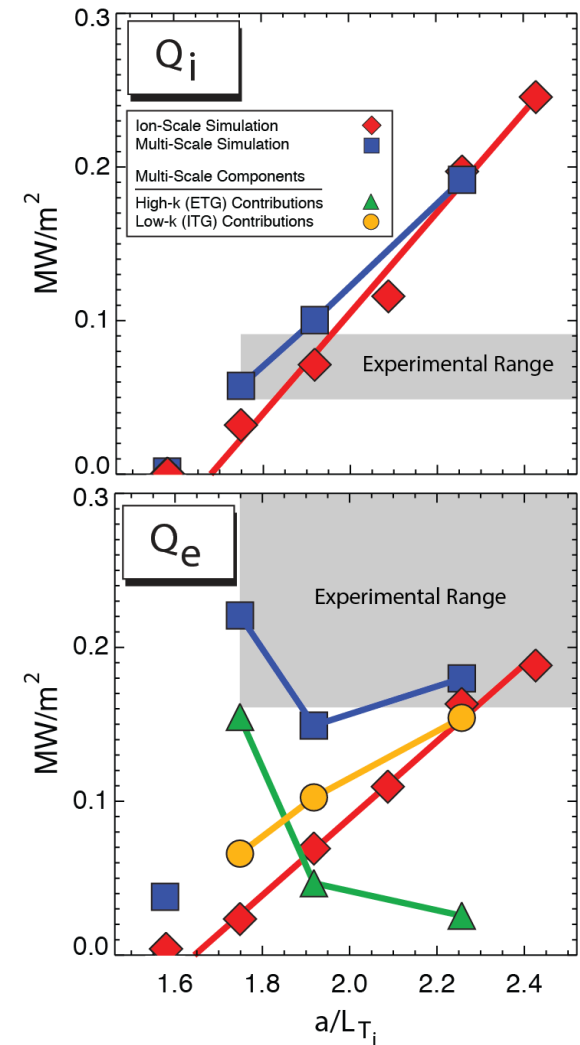 0.3
Qi
Ion-Scale Simulation
Multi-Scale Simulation
Multi-Scale Components
High-k (ETG) Contributions
Low-k (ITG) Contributions
0.2
MW/m²
0.1
Experimental Range
0.0
0.3
Qe
Experimental Range
0.2
MW/m²
0.1
0.0
1.6 1.8 2.0 2.2 2.4
a/LTi